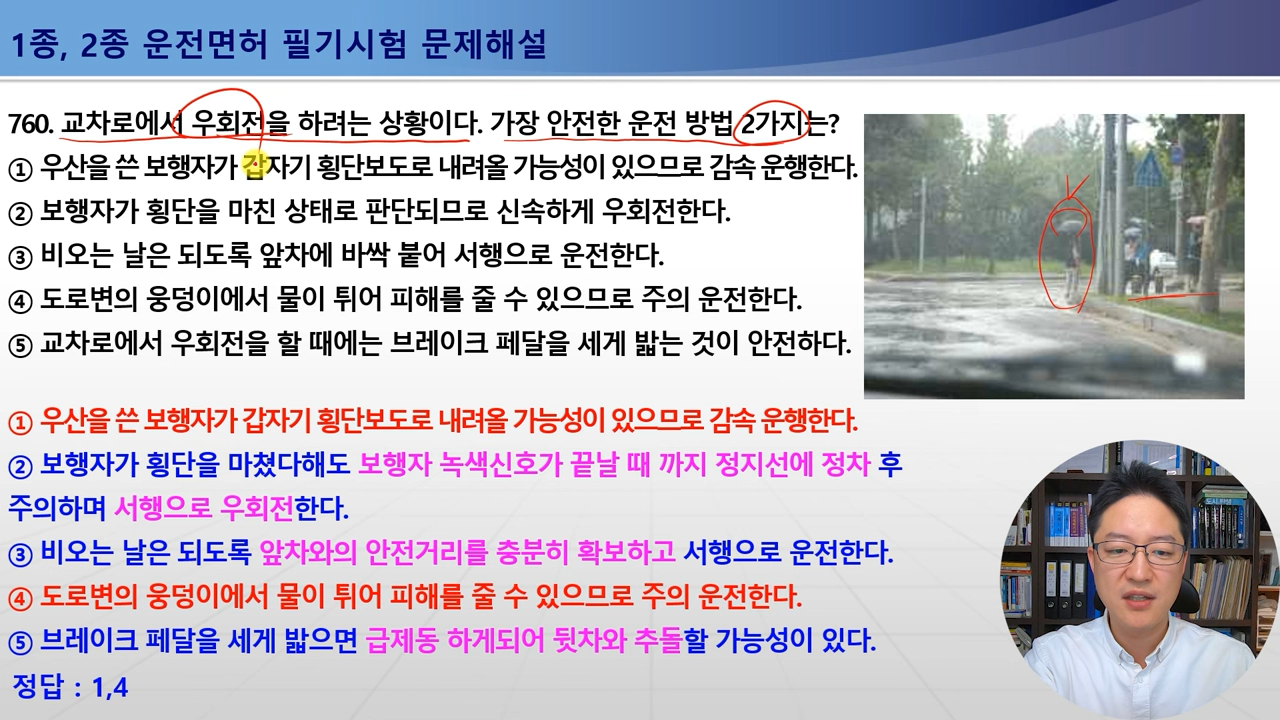 1종, 2종 운전면허 필기시험 문제해설
760. 교차로에서 우회전을 하려는 상황이다. 가장 안전한 운전 방법 2가지는?
① 우산을 쓴 보행자가 갑자기 횡단보도로 내려올 가능성이 있으므로 감속 운행한다.
② 보행자가 횡단을 마친 상태로 판단되므로 신속하게 우회전한다.
③ 비오는 날은 되도록 앞차에 바싹 붙어 서행으로 운전한다.
④ 도로변의 웅덩이에서 물이 튀어 피해를 줄 수 있으므로 주의 운전한다.
⑤ 교차로에서 우회전을 할 때에는 브레이크 페달을 세게 밟는 것이 안전하다.
① 우산을 쓴 보행자가 갑자기 횡단보도로 내려올 가능성이 있으므로 감속 운행한다.
② 보행자가 횡단을 마쳤다해도 보행자 녹색신호가 끝날 때 까지 정지선에 정차 후
주의하며 서행으로 우회전한다.
③ 비오는 날은 되도록 앞차와의 안전거리를 충분히 확보하고 서행으로 운전한다.
④ 도로변의 웅덩이에서 물이 튀어 피해를 줄 수 있으므로 주의 운전한다.
⑤ 브레이크 페달을 세게 밟으면 급제동 하게되어 뒷차와 추돌할 가능성이 있다.
정답 : 1,4